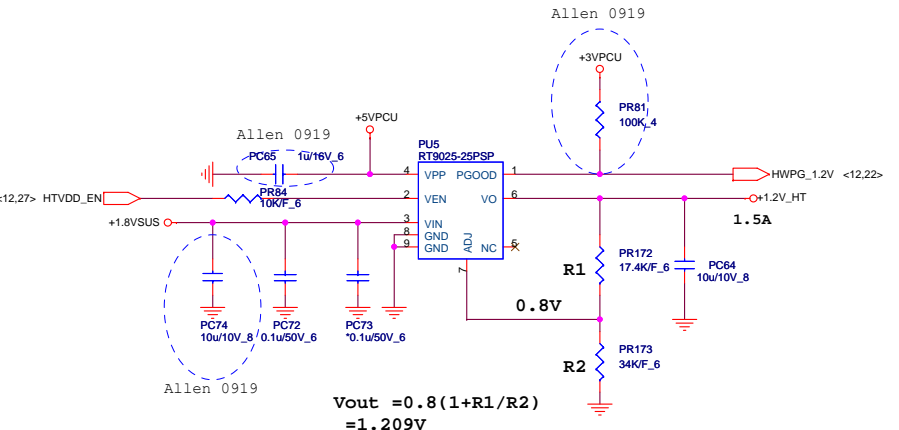 Allen 0919
+3VPCU
PR81
100K_4
+5VPCU
Allen 0919
PC65 1u/16V_6
PU5
RT9025-25PSP
4 VPP PGOOD 1
HWPG_1.2V <12,22>
<12,27> HTVDD_EN
PR84
10K/F_6
2 VEN VO 6
+1.2V_HT
1.5A
+1.8VSUS
3 VIN
8 GND
9 GND
ADJ
7
NC 5
R1
PR172
17.4K/F_6
PC64
10u/10V_8
0.8V
PC74
10u/10V_8
PC72
0.1u/50V_6
PC73
*0.1u/50V_6
R2
PR173
34K/F_6
Allen 0919
Vout =0.8(1+R1/R2)
=1.209V